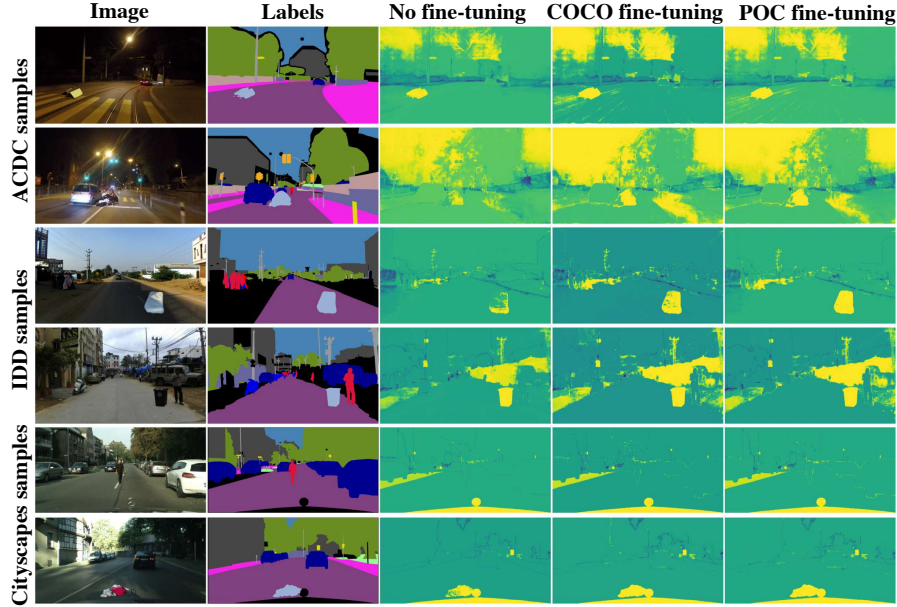 Image Labels No fine-tuning COCO fine-tuning POC fine-tuning
ACDC samples
IDD samples
Cityscapes samples